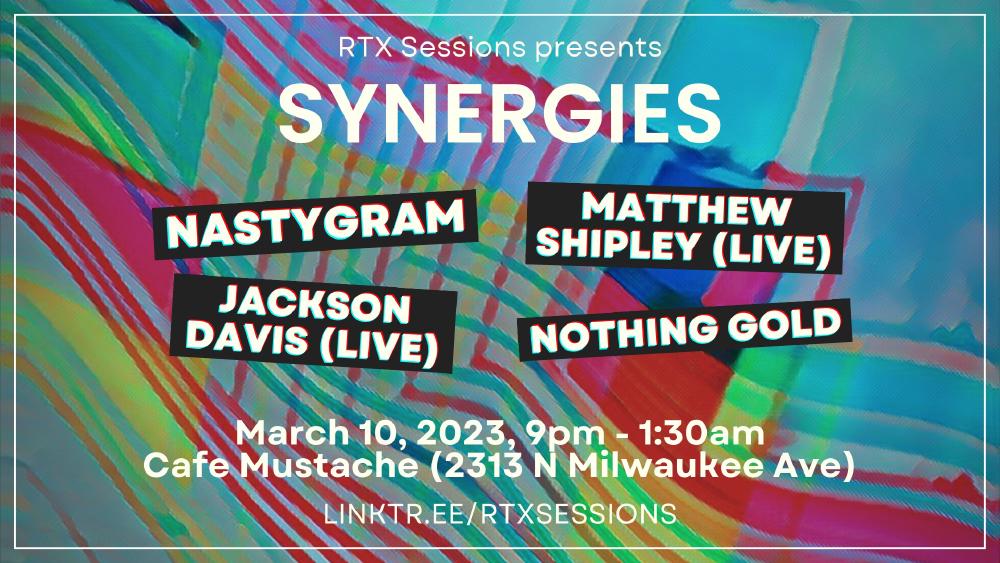 RTX Sessions presents
SYNERGIES
NASTYGRAM
MATTHEW
SHIPLEY (LIVE)
JACKSON
DAVIS (LIVE)
NOTHING GOLD
March 10, 2023, 9pm - 1:30am
Cafe Mustache (2313 N Milwaukee Ave)
LINKTR.EE/RTXSESSIONS